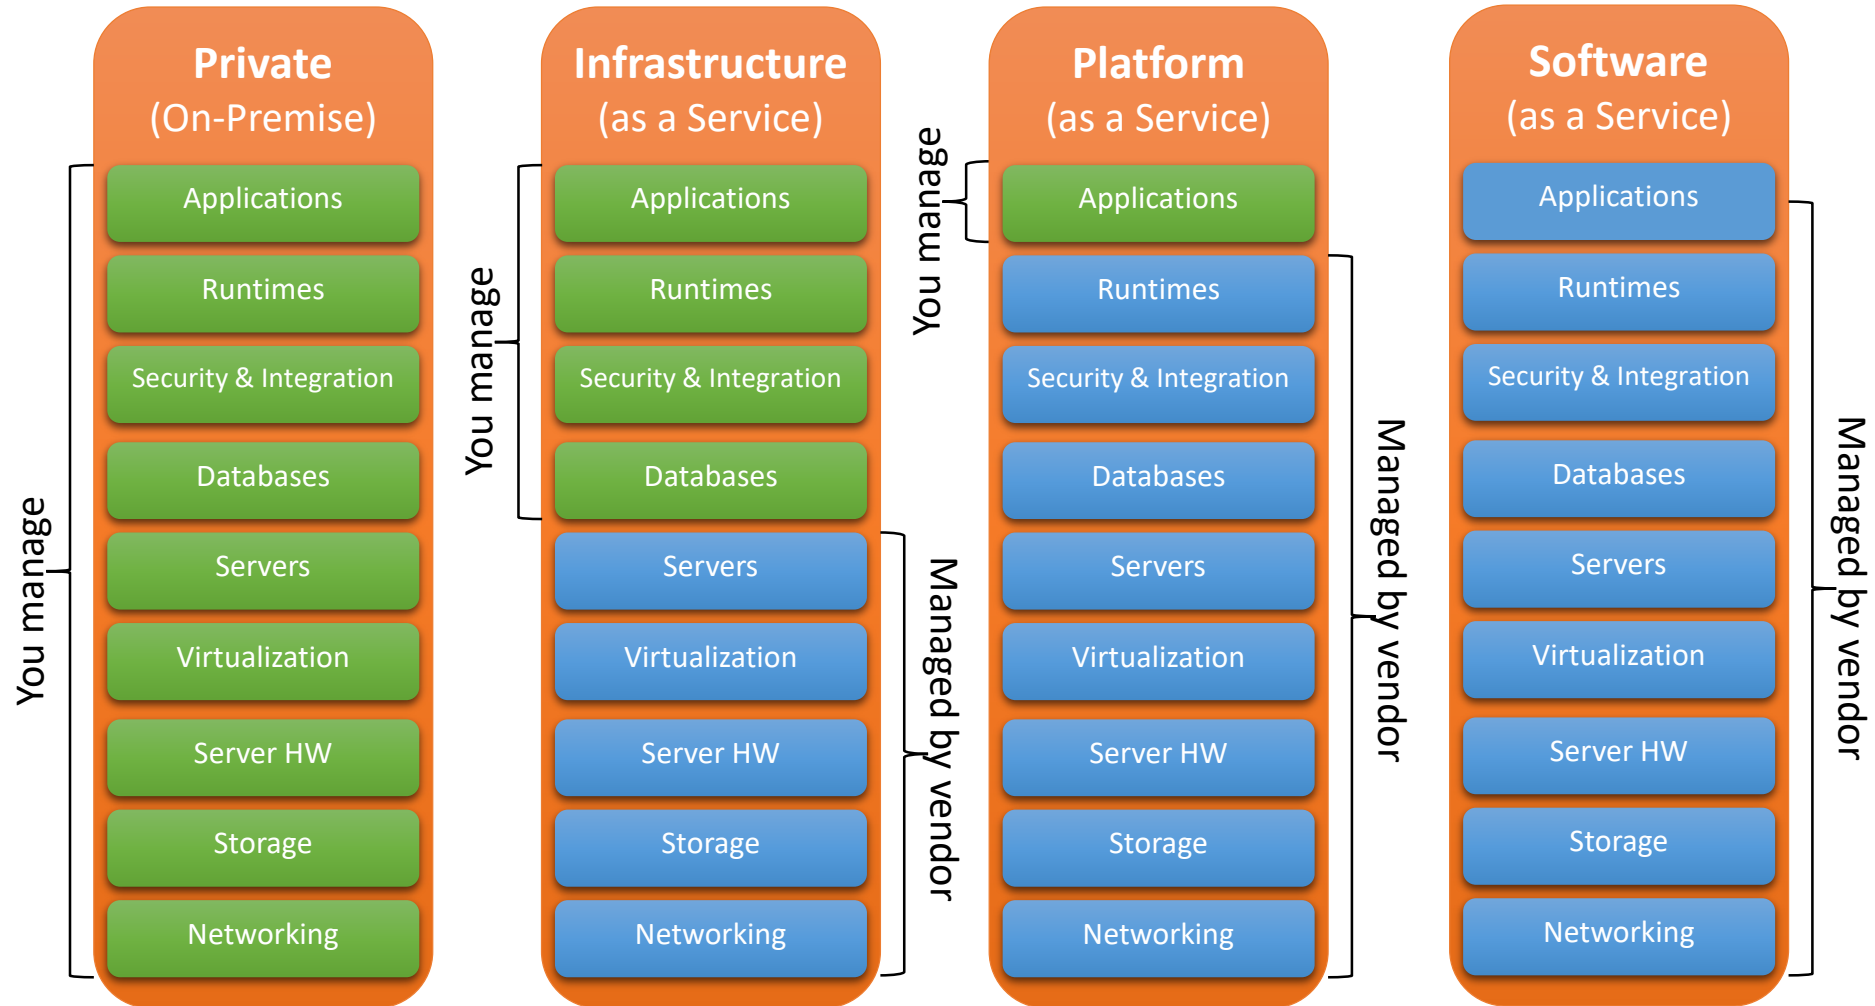 Private
(On-Premise)
You manage
Applications
Runtimes
Security & Integration
Databases
Servers
Virtualization
Server HW
Storage
Networking
Infrastructure
(as a Service)
You manage
Applications
Runtimes
Security & Integration
Databases
Servers
Virtualization
Server HW
Storage
Networking
Managed by vendor
Platform
(as a Service)
You manage
Applications
Runtimes
Security & Integration
Databases
Servers
Virtualization
Server HW
Storage
Networking
Managed by vendor
Software
(as a Service)
Applications
Runtimes
Security & Integration
Databases
Servers
Virtualization
Server HW
Storage
Networking
Managed by vendor